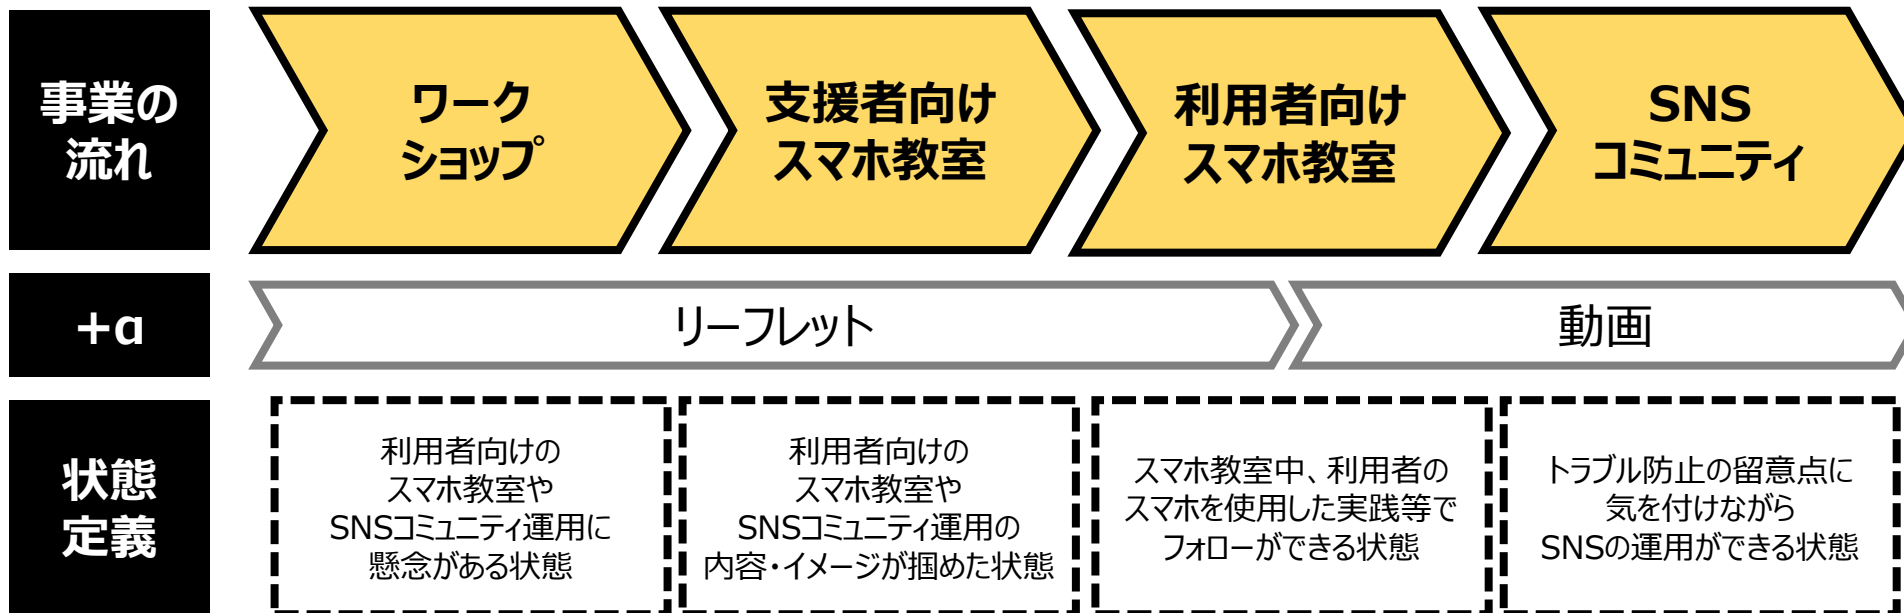 事業の
流れ
ワーク
ショップ
支援者向け
スマホ教室
利用者向け
スマホ教室
SNS
コミュニティ
+α
リーフレット
動画
状態
定義
利用者向けの
スマホ教室や
SNSコミュニティ運用に
懸念がある状態
利用者向けの
スマホ教室や
SNSコミュニティ運用の
内容・イメージが掴めた状態
スマホ教室中、利用者の
スマホを使用した実践等で
フォローができる状態
トラブル防止の留意点に
気を付けながら
SNSの運用ができる状態